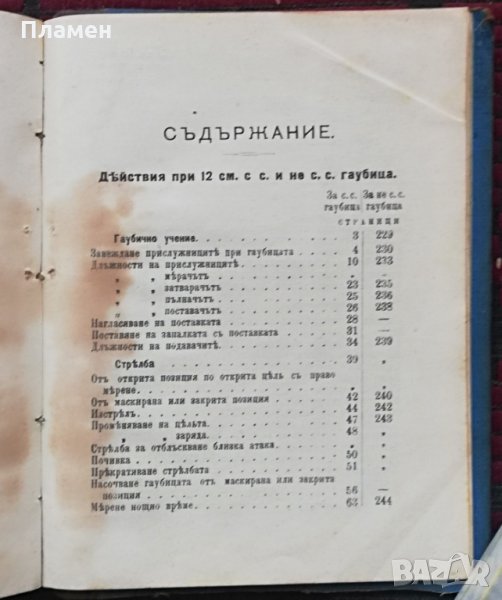 Пламен
СЪДЪРЖАНИЕ.
Дѣйствия при 12 см. с с. и не с. с. гаубица.
За с. с. За не с. с.
гаубица гаубица
СТРАНИЦИ
Гаубично учение. 3 229
Завеждане прислужницитѣ при гаубицата 4 230
Длъжности на прислужницитѣ. 10 233
„ „ мѣрачътъ „
„ „ затварачътъ 23 235
„ „ пълначътъ 25 236
„ „ поставачътъ 26 238
Нагласяване на поставката 28 —
Поставяне на запалката съ поставката 31 —
Длъжности на подавачитѣ. 34 239
Стрѣлба 39 „
Отъ открита позиция по открита цѣль съ право
мѣрене.
Отъ маскирана или закрита позиция 42 240
Изстрѣлъ 44 242
Промѣняване на цѣльта 47 243
„ „ заряда. 48 „
Стрѣлба за отблъскване близка атака. „
Почивка 50 „
Прѣкратяване стрѣлбата 51 „
Насочване гаубицата отъ маскирана или закрита
позиция 56 —
Мѣрене нощно врѣме. 63 244
BAZAR